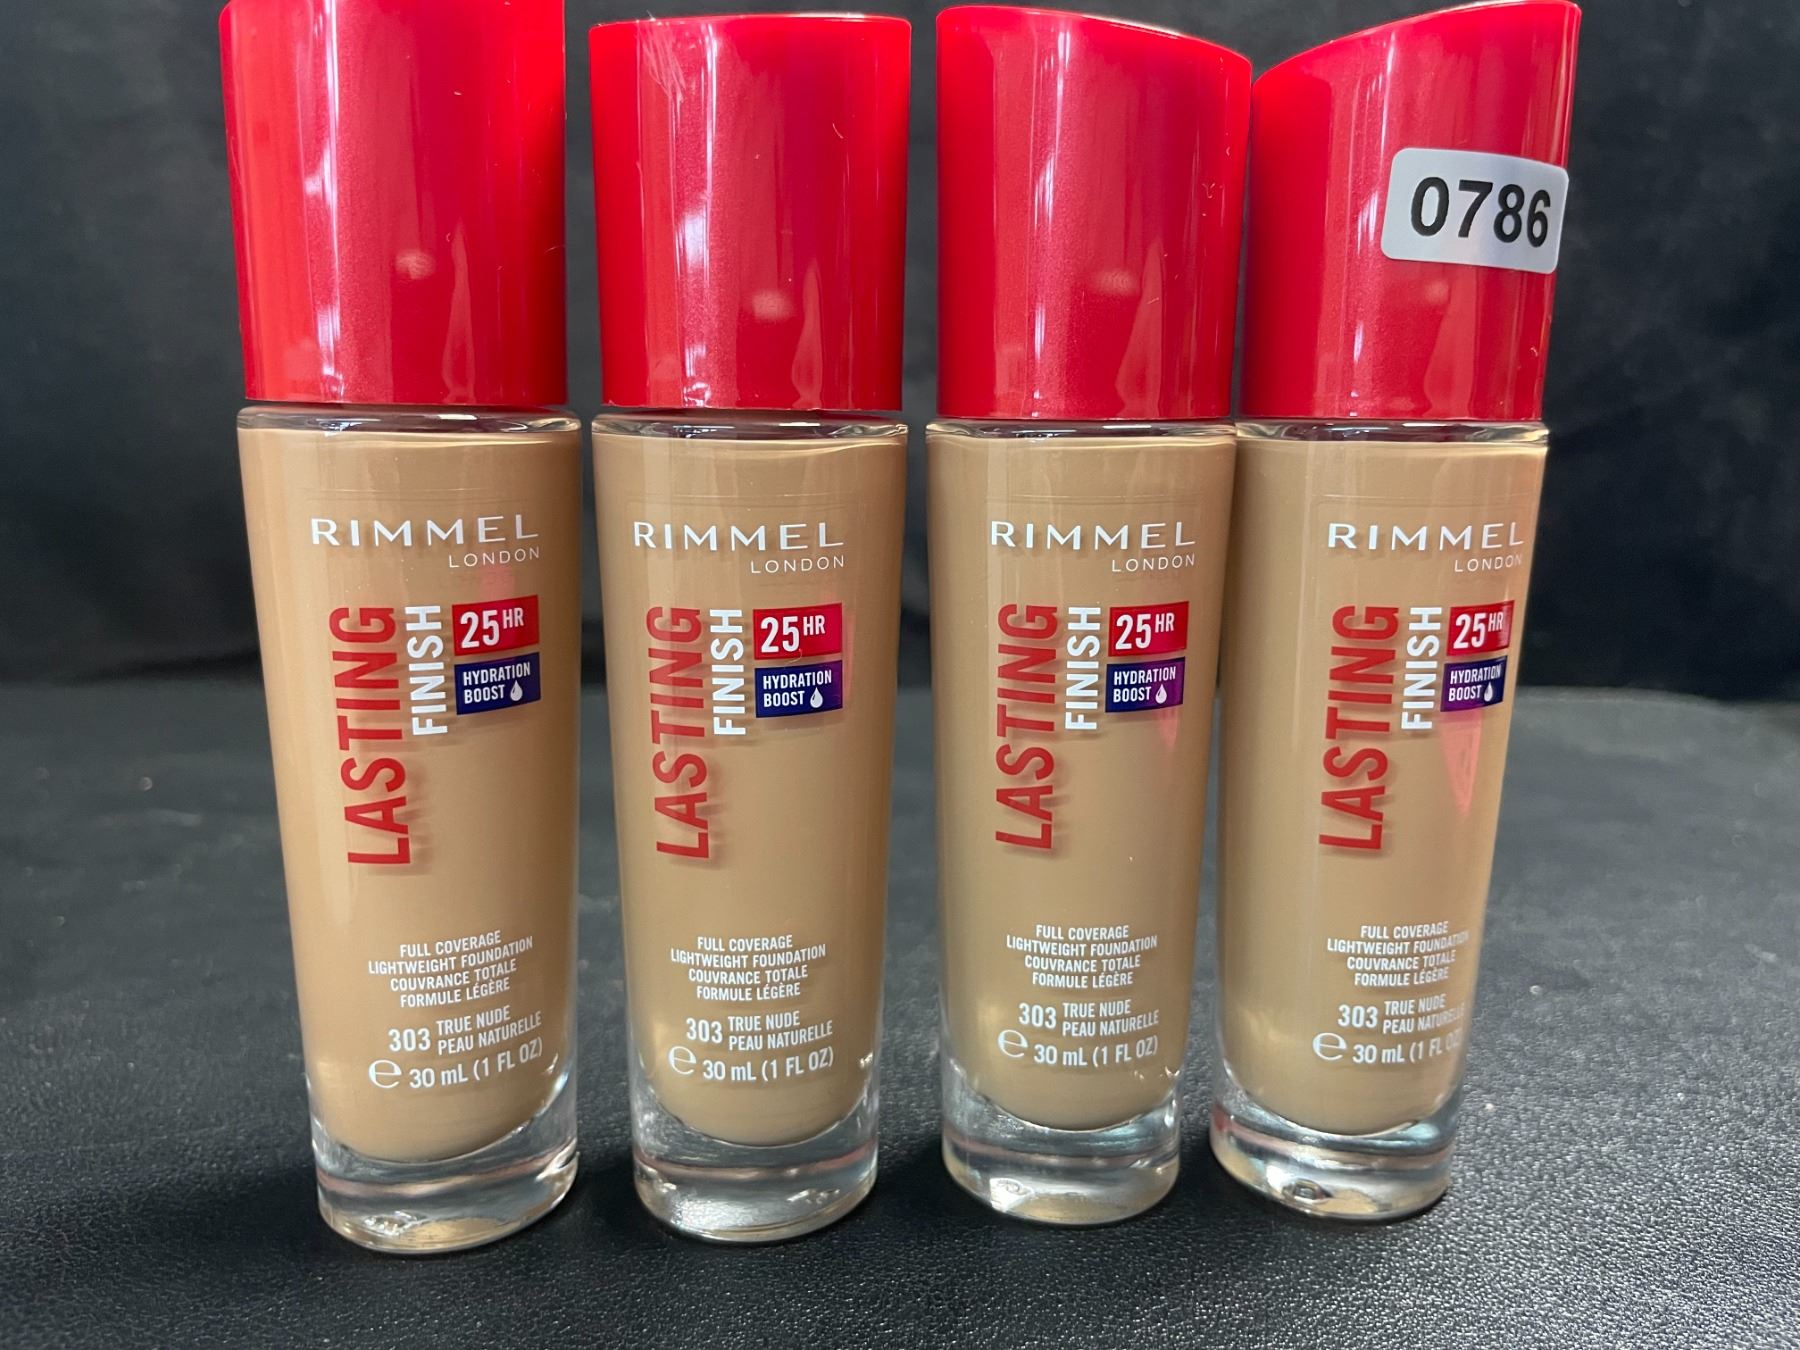 0786
RIMMEL
LONDON
LASTING
FINISH
25HR
HYDRATION
BOOST
FULL COVERAGE
LIGHTWEIGHT FOUNDATION
COUVRANCE TOTALE
FORMULE LÉGÈRE
303 TRUE NUDE
PEAU NATURELLE
e 30 mL (1 FL OZ)
RIMMEL
LONDON
LASTING
FINISH
25HR
HYDRATION
BOOST
FULL COVERAGE
LIGHTWEIGHT FOUNDATION
COUVRANCE TOTALE
FORMULE LÉGÈRE
303 TRUE NUDE
PEAU NATURELLE
e 30 mL (1 FL OZ)
RIMMEL
LONDON
LASTING
FINISH
25HR
HYDRATION
BOOST
FULL COVERAGE
LIGHTWEIGHT FOUNDATION
COUVRANCE TOTALE
FORMULE LÉGÈRE
303 TRUE NUDE
PEAU NATURELLE
e 30 mL (1 FL OZ)
RIMMEL
LONDON
LASTING
FINISH
25HR
HYDRATION
BOOST
FULL COVERAGE
LIGHTWEIGHT FOUNDATION
COUVRANCE TOTALE
FORMULE LÉGÈRE
303 TRUE NUDE
PEAU NATURELLE
e 30 mL (1 FL OZ